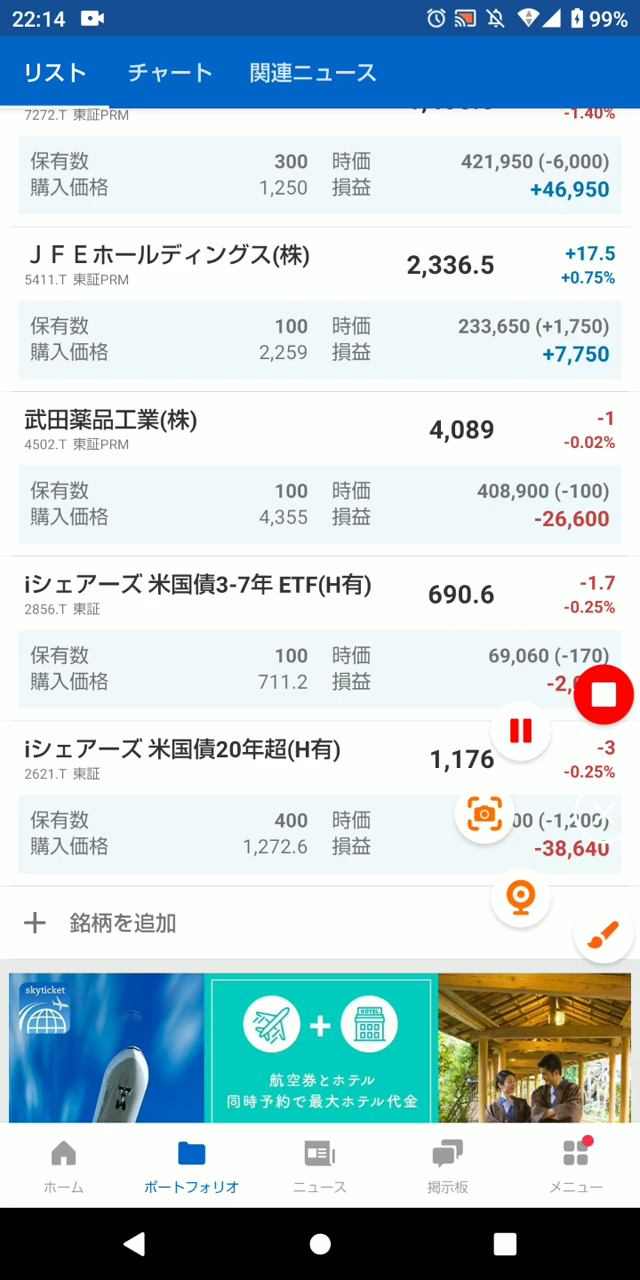 22:14 99%
リスト チャート 関連ニュース
7272.T 東証PRM -1.40%
保有数 300 時価 421,950 (-6,000)
購入価格 1,250 損益 +46,950
ＪＦＥホールディングス(株) 2,336.5 +17.5
5411.T 東証PRM +0.75%
保有数 100 時価 233,650 (+1,750)
購入価格 2,259 損益 +7,750
武田薬品工業(株) 4,089 -1
4502.T 東証PRM -0.02%
保有数 100 時価 408,900 (-100)
購入価格 4,355 損益 -26,600
iシェアーズ 米国債3-7年 ETF(H有) 690.6 -1.7
2856.T 東証 -0.25%
保有数 100 時価 69,060 (-170)
購入価格 711.2 損益
iシェアーズ 米国債20年超(H有) 1,176 -3
2621.T 東証 -0.25%
保有数 400 時価 (-1,200)
購入価格 1,272.6 損益 -38,640
銘柄を追加
skyticket
HOTEL
航空券とホテル
同時予約で最大ホテル代金
ホーム ポートフォリオ ニュース 掲示板 メニュー